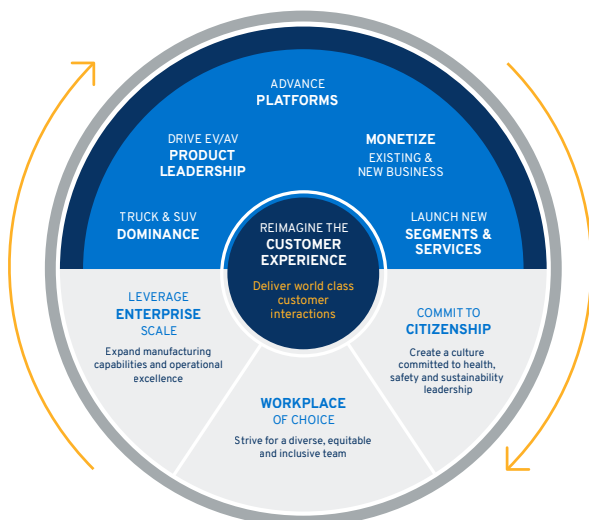 ADVANCE
PLATFORMS
DRIVE EV/AV
PRODUCT
LEADERSHIP
MONETIZE
EXISTING &
NEW BUSINESS
TRUCK & SUV
DOMINANCE
REIMAGINE THE
CUSTOMER
EXPERIENCE
Deliver world class
customer
interactions
LAUNCH NEW
SEGMENTS &
SERVICES
LEVERAGE
ENTERPRISE
SCALE
Expand manufacturing
capabilities and operational
excellence
WORKPLACE
OF CHOICE
Strive for a diverse, equitable
and inclusive team
COMMIT TO
CITIZENSHIP
Create a culture
committed to health,
safety and sustainability
leadership